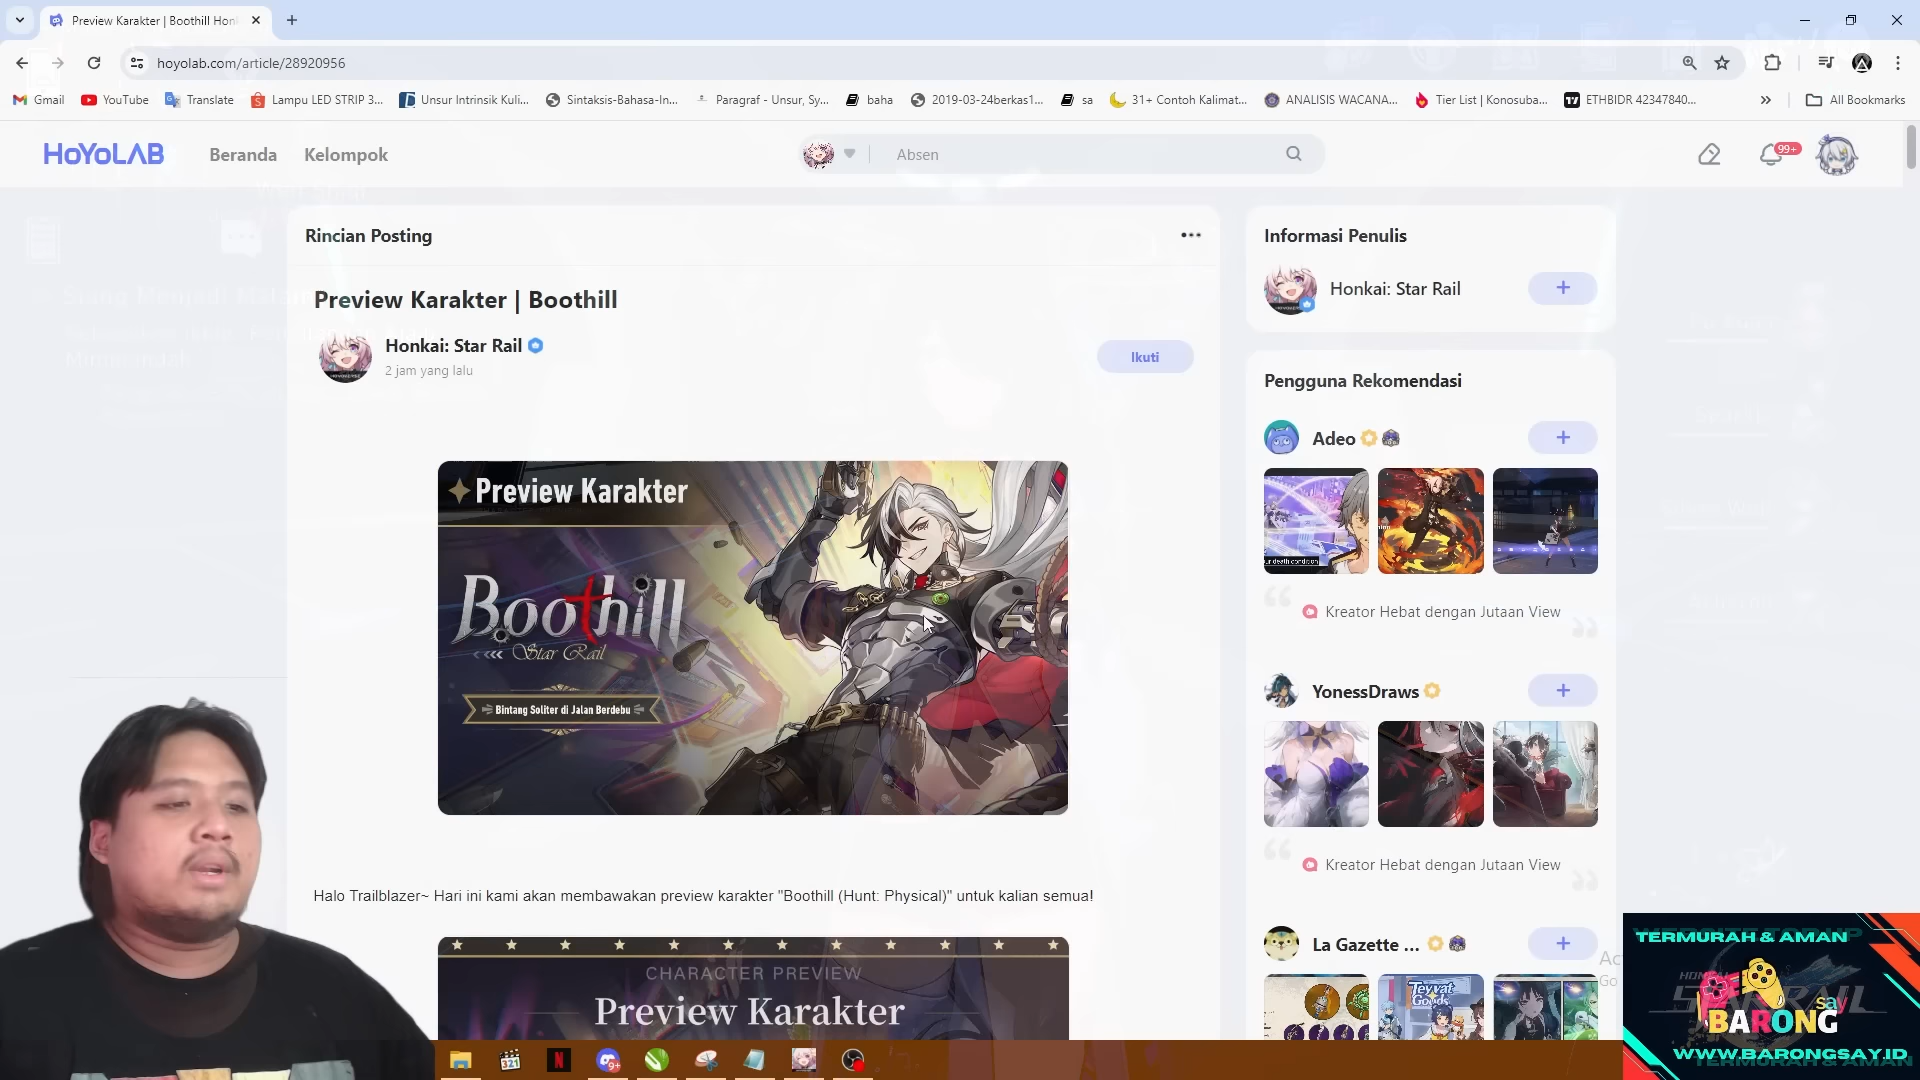 Preview Karakter | Boothill Hon
hoyolab.com/article/28920956
Gmail
YouTube
Translate
Lampu LED STRIP 3...
Unsur Intrinsik Kuli...
Sintaksis-Bahasa-In...
Paragraf - Unsur, Sy...
baha
2019-03-24berkas1...
sa
31+ Contoh Kalimat...
ANALISIS WACANA...
Tier List | Konosuba...
ETHBIDR 42347840...
All Bookmarks
HoYoLAB
Beranda
Kelompok
Absen
99+
Rincian Posting
Preview Karakter | Boothill
Honkai: Star Rail
2 jam yang lalu
Ikuti
Preview Karakter
Boothill
Star Rail
Bintang Soliter di Jalan Berdebu
Halo Trailblazer~ Hari ini kami akan membawakan preview karakter "Boothill (Hunt: Physical)" untuk kalian semua!
CHARACTER PREVIEW
Preview Karakter
Informasi Penulis
Honkai: Star Rail
Pengguna Rekomendasi
Adeo
ur death condition
Kreator Hebat dengan Jutaan View
YonessDraws
Kreator Hebat dengan Jutaan View
La Gazette ...
Teyvat
Goods
TERMURAH & AMAN
BARONG
say
WWW.BARONGSAY.ID